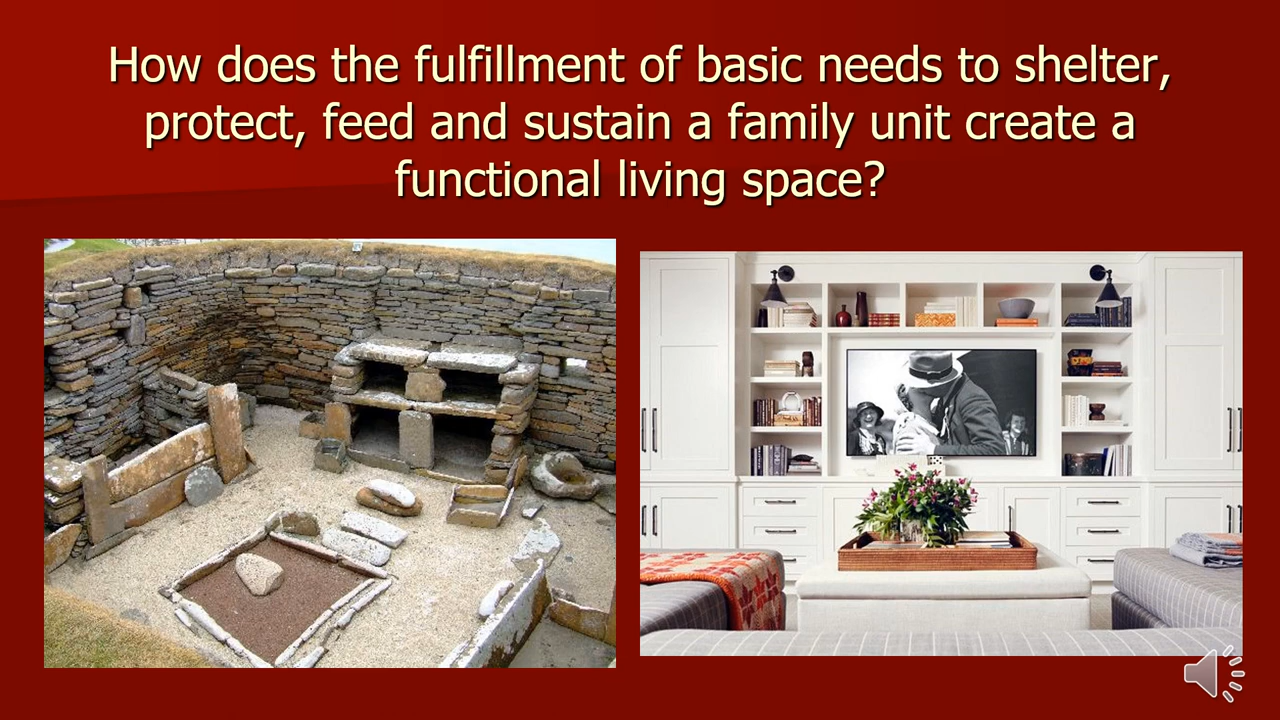 How does the fulfillment of basic needs to shelter,
protect, feed and sustain a family unit create a
functional living space?